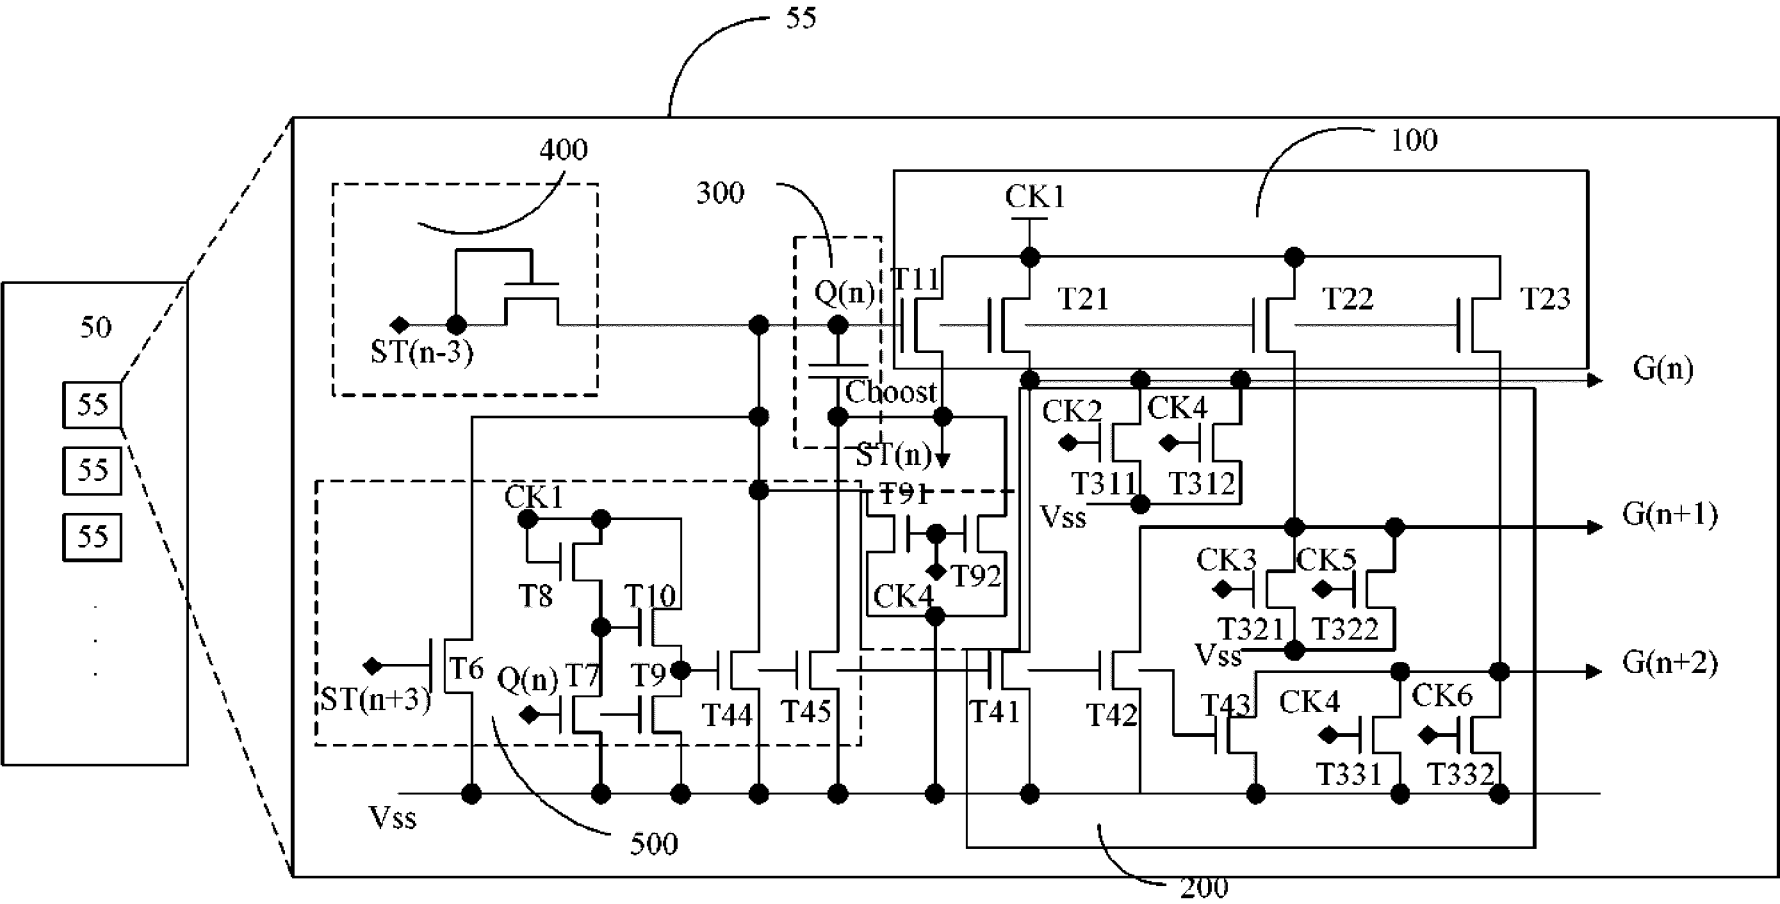 55
400
100
300
CK1
T11
Q(n)
T21
T22
T23
50
ST(n-3)
G(n)
Cboost
55
CK2
CK4
ST(n)
55
T311
T312
CK1
T91
Vss
G(n+1)
55
CK3
CK5
T8
T10
CK4
T92
T321
T322
Vss
T6
Q(n)
T7
T9
G(n+2)
ST(n+3)
T44
T45
T41
T42
T43
CK4
CK6
T331
T332
Vss
500
200